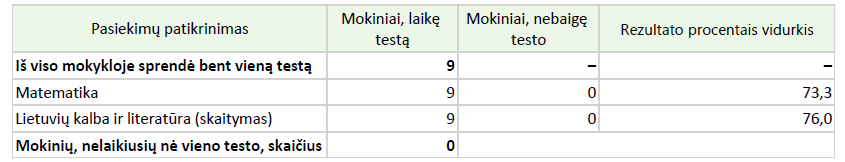 Pasiekimų patikrinimas | Mokiniai, laikę testą | Mokiniai, nebaigę testo | Rezultato procentais vidurkis
Iš viso mokykloje sprendė bent vieną testą | 9 | – | –
Matematika | 9 | 0 | 73,3
Lietuvių kalba ir literatūra (skaitymas) | 9 | 0 | 76,0
Mokinių, nelaikiusių nė vieno testo, skaičius | 0